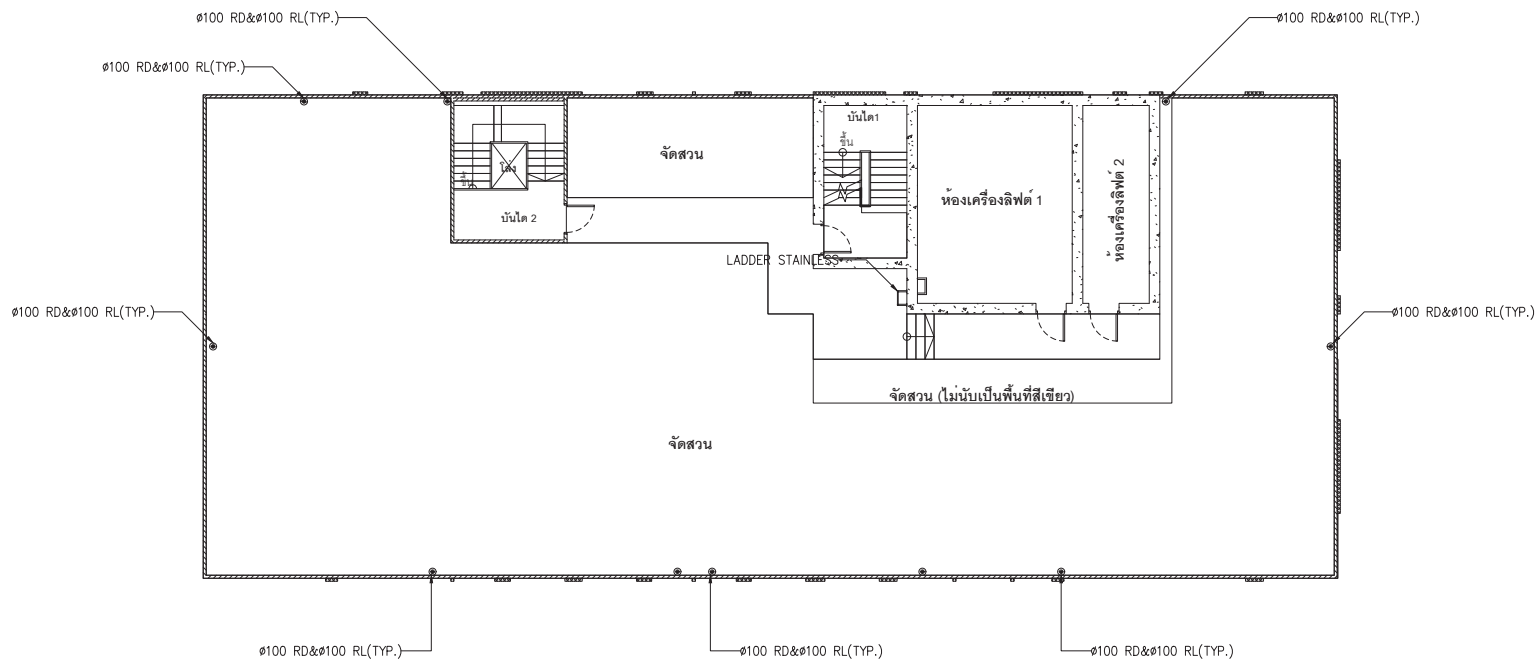 ø100 RD&ø100 RL(TYP.)
ø100 RD&ø100 RL(TYP.)
ø100 RD&ø100 RL(TYP.)
จัดสวน
โล่ง
ขึ้น
บันได 2
บันได1
ขึ้น
ห้องเครื่องลิฟต์ 1
ห้องเครื่องลิฟต์ 2
LADDER STAINLESS
ø100 RD&ø100 RL(TYP.)
ø100 RD&ø100 RL(TYP.)
จัดสวน (ไม่นับเป็นพื้นที่สีเขียว)
จัดสวน
ø100 RD&ø100 RL(TYP.)
ø100 RD&ø100 RL(TYP.)
ø100 RD&ø100 RL(TYP.)